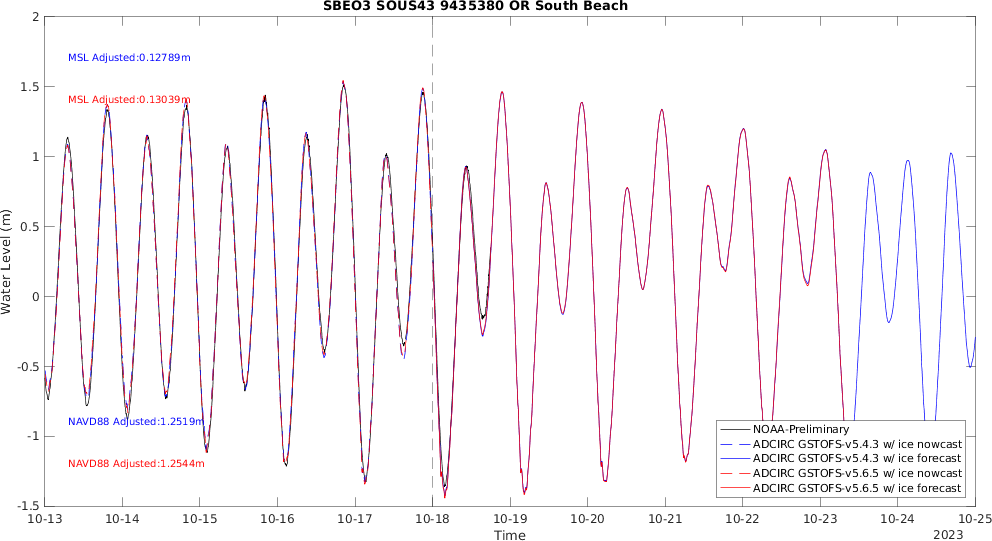 SBEO3 SOUS43 9435380 OR South Beach
2
1.5
1
0.5
0
-0.5
-1
-1.5
Water Level (m)
MSL Adjusted:0.12789m
MSL Adjusted:0.13039m
NAVD88 Adjusted:1.2519m
NAVD88 Adjusted:1.2544m
NOAA-Preliminary
ADCIRC GSTOFS-v5.4.3 w/ ice nowcast
ADCIRC GSTOFS-v5.4.3 w/ ice forecast
ADCIRC GSTOFS-v5.6.5 w/ ice nowcast
ADCIRC GSTOFS-v5.6.5 w/ ice forecast
10-13 10-14 10-15 10-16 10-17 10-18 10-19 10-20 10-21 10-22 10-23 10-24 10-25
Time
2023